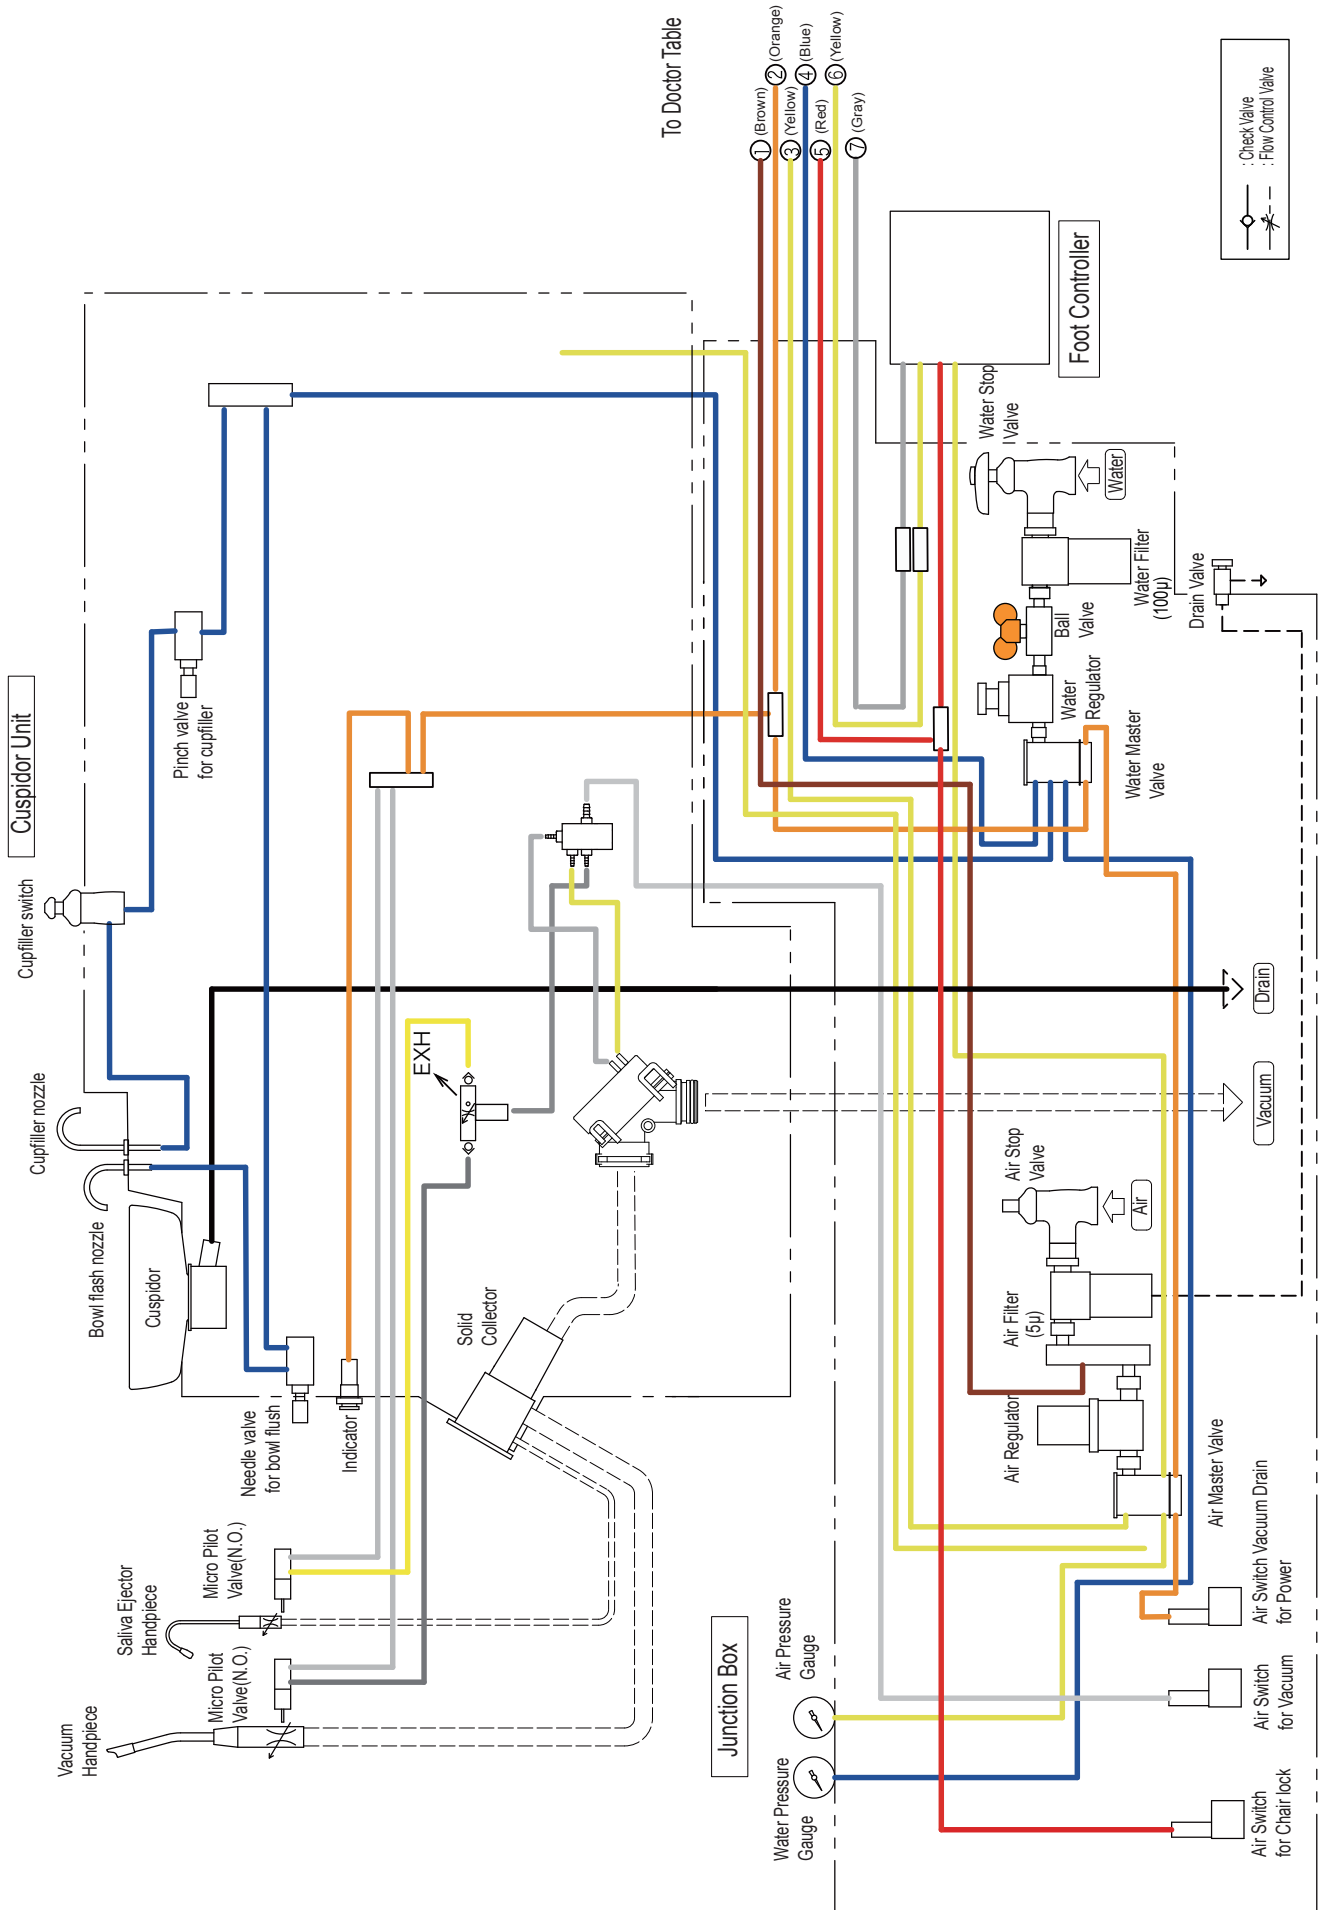 Cuspidor Unit
Cupfiller switch
Cupfiller nozzle
Bowl flash nozzle
Cuspidor
Pinch valve
for cupfiller
Needle valve
for bowl flush
Indicator
Micro Pilot
Valve(N.O.)
Saliva Ejector
Handpiece
Micro Pilot
Valve(N.O.)
Vacuum
Handpiece
EXH
Solid
Collector
To Doctor Table
1 (Brown)
2 (Orange)
3 (Yellow)
4 (Blue)
5 (Red)
6 (Yellow)
7 (Gray)
Foot Controller
: Check Valve
: Flow Control Valve
Water Stop
Valve
Water
Water Filter
(100μ)
Ball
Valve
Drain Valve
Water
Regulator
Water Master
Valve
Drain
Vacuum
Air Stop
Valve
Air
Air Filter
(5μ)
Air Regulator
Air Master Valve
Junction Box
Air Pressure
Gauge
Water Pressure
Gauge
Air Switch Vacuum Drain
for Power
Air Switch
for Vacuum
Air Switch
for Chair lock